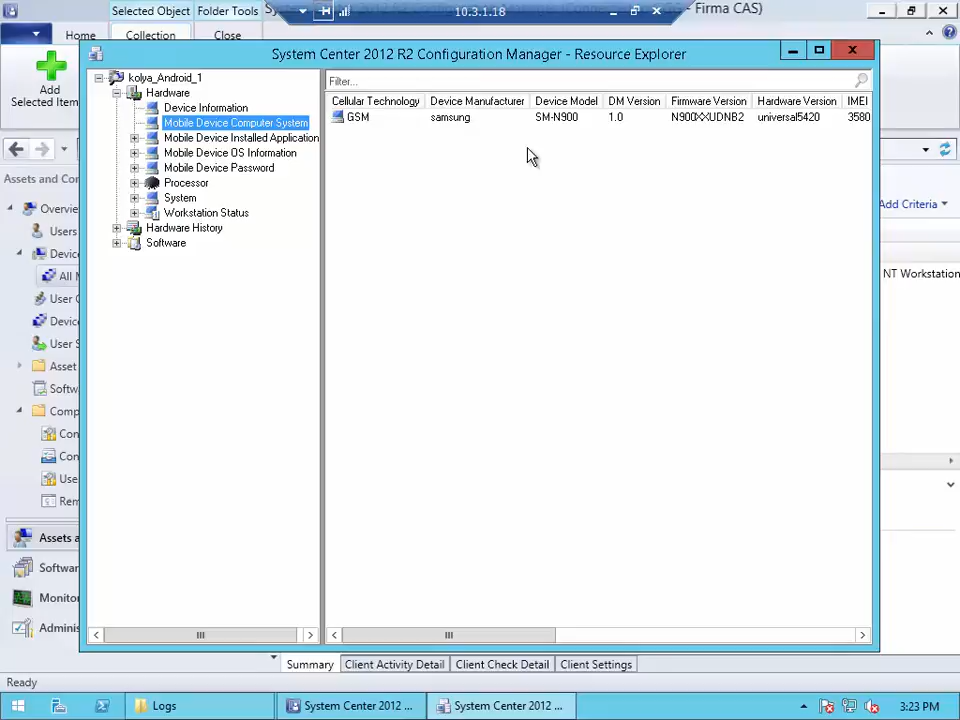 Selected Object
Folder Tools
10.3.1.18
Firma CAS)
Home
Collection
Close
System Center 2012 R2 Configuration Manager - Resource Explorer
Add
Selected Item
Assets and Cor
Overvie
Users
Device
All M
User C
Device
User S
Asset
Softw
Comp
Con
Con
Use
Rem
Assets a
Softwar
Monitor
Adminis
kolya_Android_1
Hardware
Device Information
Mobile Device Computer System
Mobile Device Installed Application
Mobile Device OS Information
Mobile Device Password
Processor
System
Workstation Status
Hardware History
Software
Filter...
Cellular Technology Device Manufacturer Device Model DM Version Firmware Version Hardware Version IMEI
GSM samsung SM-N900 1.0 N900XXUDNB2 universal5420 3580
Add Criteria
NT Workstation
Summary Client Activity Detail Client Check Detail Client Settings
Ready
Logs
System Center 2012 ...
System Center 2012 ...
3:23 PM